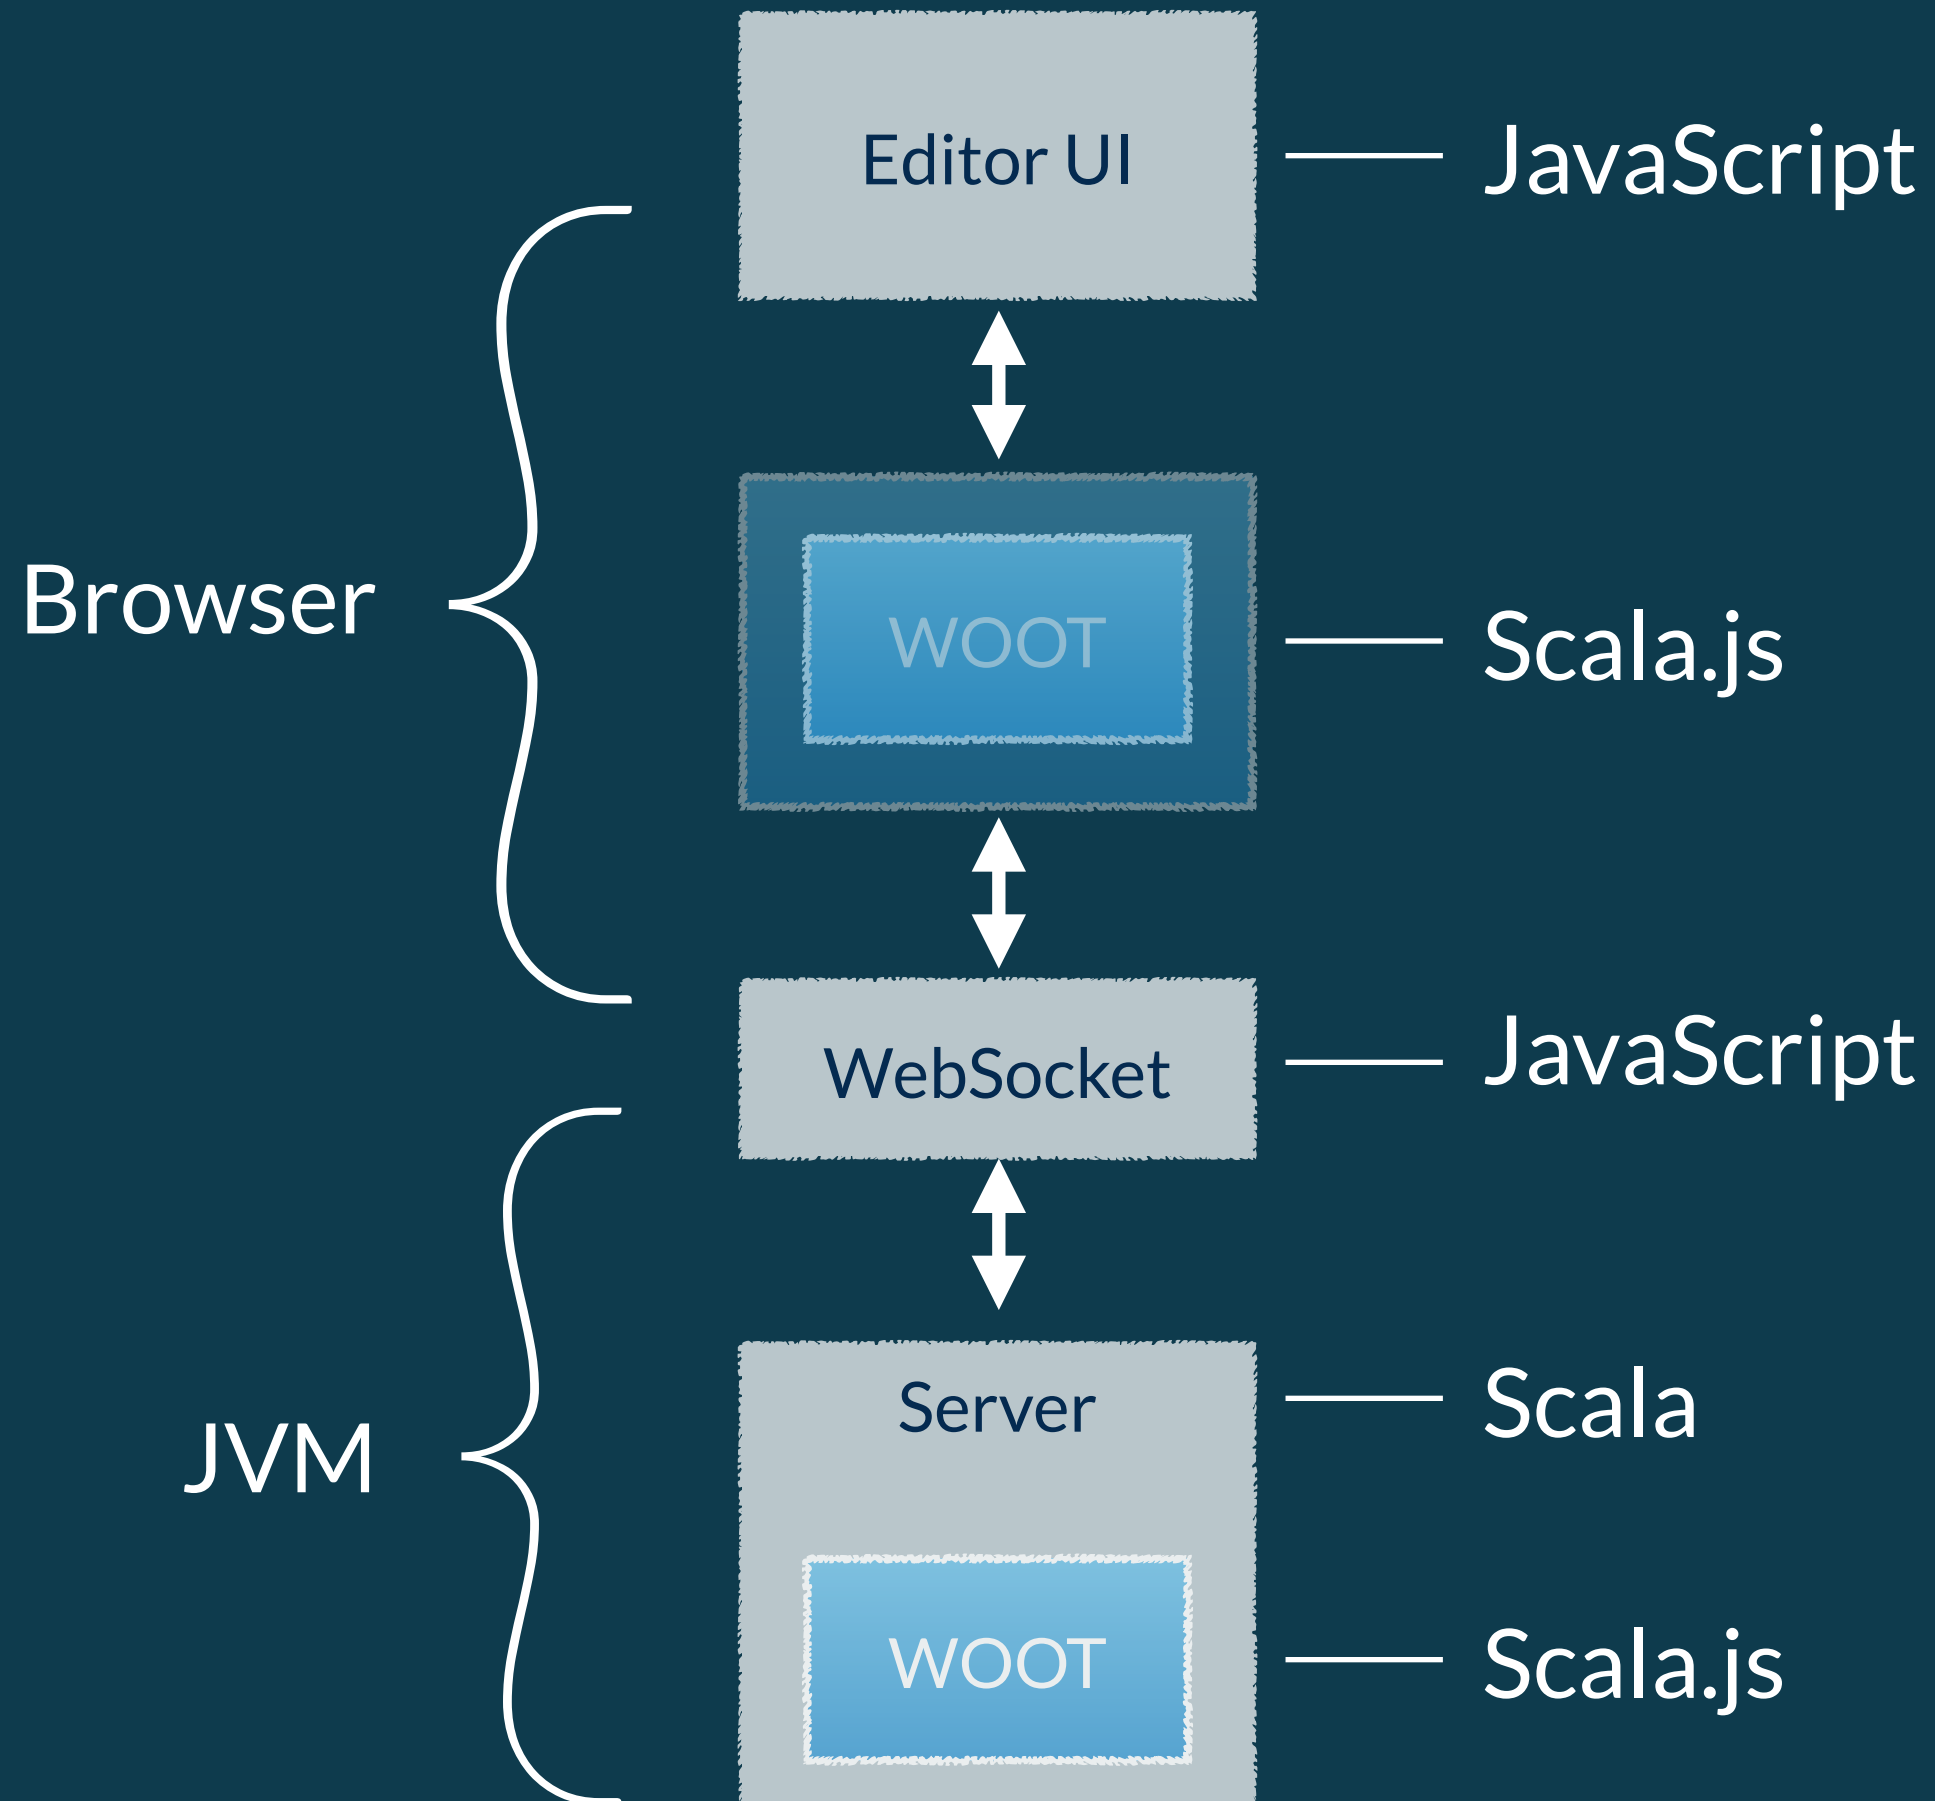 Editor UI
JavaScript
Browser
WOOT
Scala.js
WebSocket
JavaScript
Server
Scala
JVM
WOOT
Scala.js